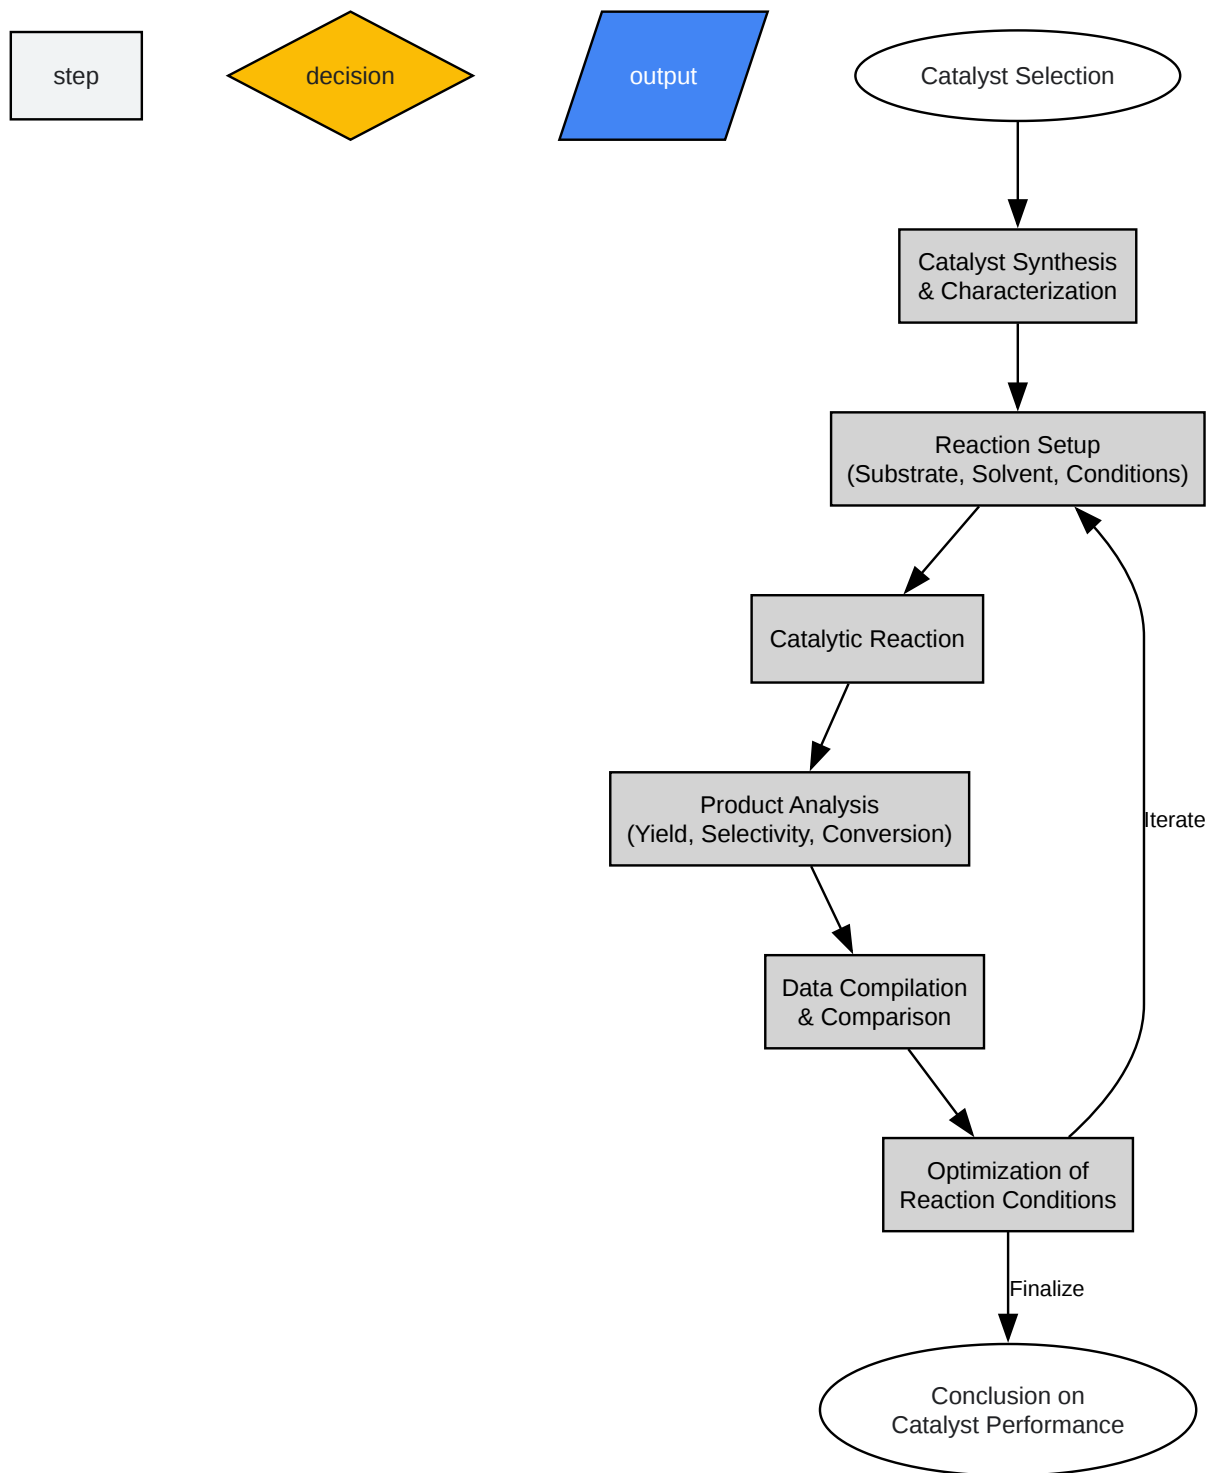 step
decision
output
Catalyst Selection
Catalyst Synthesis
& Characterization
Reaction Setup
(Substrate, Solvent, Conditions)
Catalytic Reaction
Product Analysis
(Yield, Selectivity, Conversion)
Iterate
Data Compilation
& Comparison
Optimization of
Reaction Conditions
Finalize
Conclusion on
Catalyst Performance